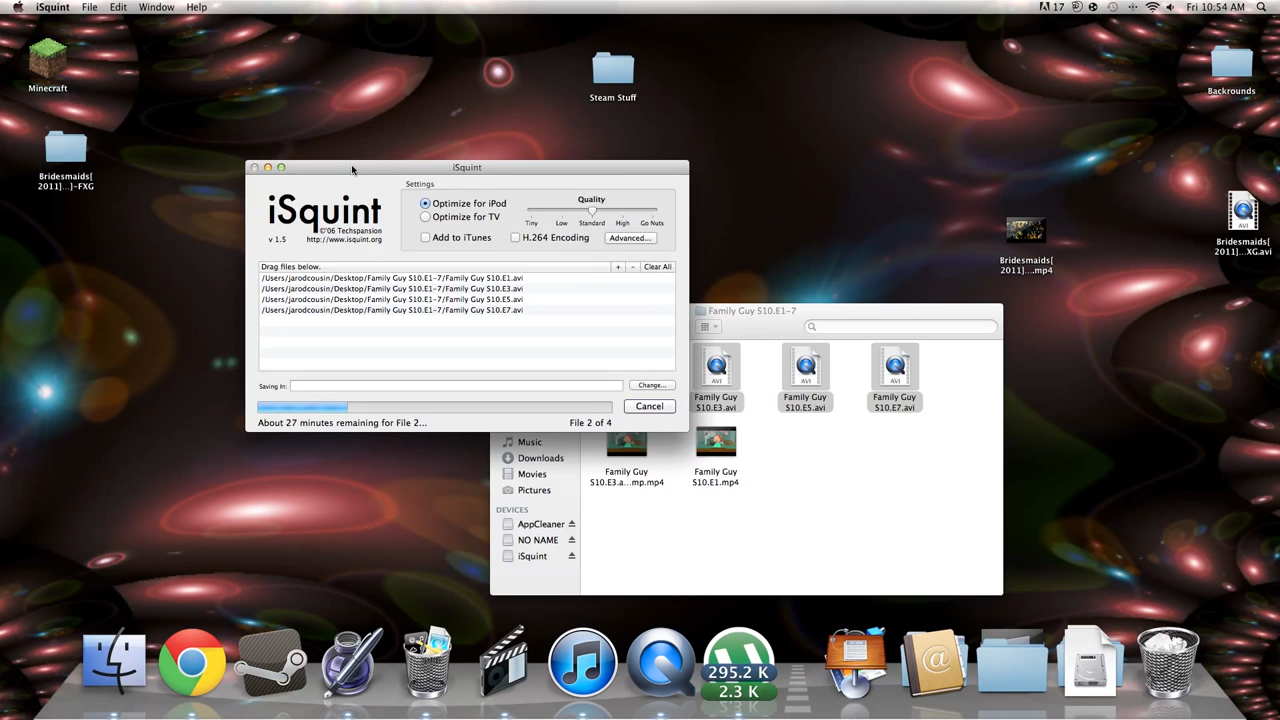 iSquint File Edit Window Help
17 Fri 10:54 AM
Minecraft
Steam Stuff
Backrounds
Bridesmaids[
2011]...]-FXG
Bridesmaids[
2011]...].mp4
Bridesmaids[
2011]...XG.avi
iSquint
iSquint
©'06 Techspansion
v 1.5 http://www.isquint.org
Settings
Optimize for iPod
Optimize for TV
Quality
Tiny Low Standard High Go Nuts
Add to iTunes H.264 Encoding Advanced...
Drag files below. + - Clear All
/Users/jarodcousin/Desktop/Family Guy S10.E1-7/Family Guy S10.E1.avi
/Users/jarodcousin/Desktop/Family Guy S10.E1-7/Family Guy S10.E3.avi
/Users/jarodcousin/Desktop/Family Guy S10.E1-7/Family Guy S10.E5.avi
/Users/jarodcousin/Desktop/Family Guy S10.E1-7/Family Guy S10.E7.avi
Saving In: Change...
Cancel
About 27 minutes remaining for File 2... File 2 of 4
Family Guy S10.E1-7
AVI AVI AVI
Family Guy
S10.E3.avi
Family Guy
S10.E5.avi
Family Guy
S10.E7.avi
Family Guy
S10.E3.a...mp.mp4
Family Guy
S10.E1.mp4
Music
Downloads
Movies
Pictures
DEVICES
AppCleaner
NO NAME
iSquint
AVI
295.2 K
2.3 K